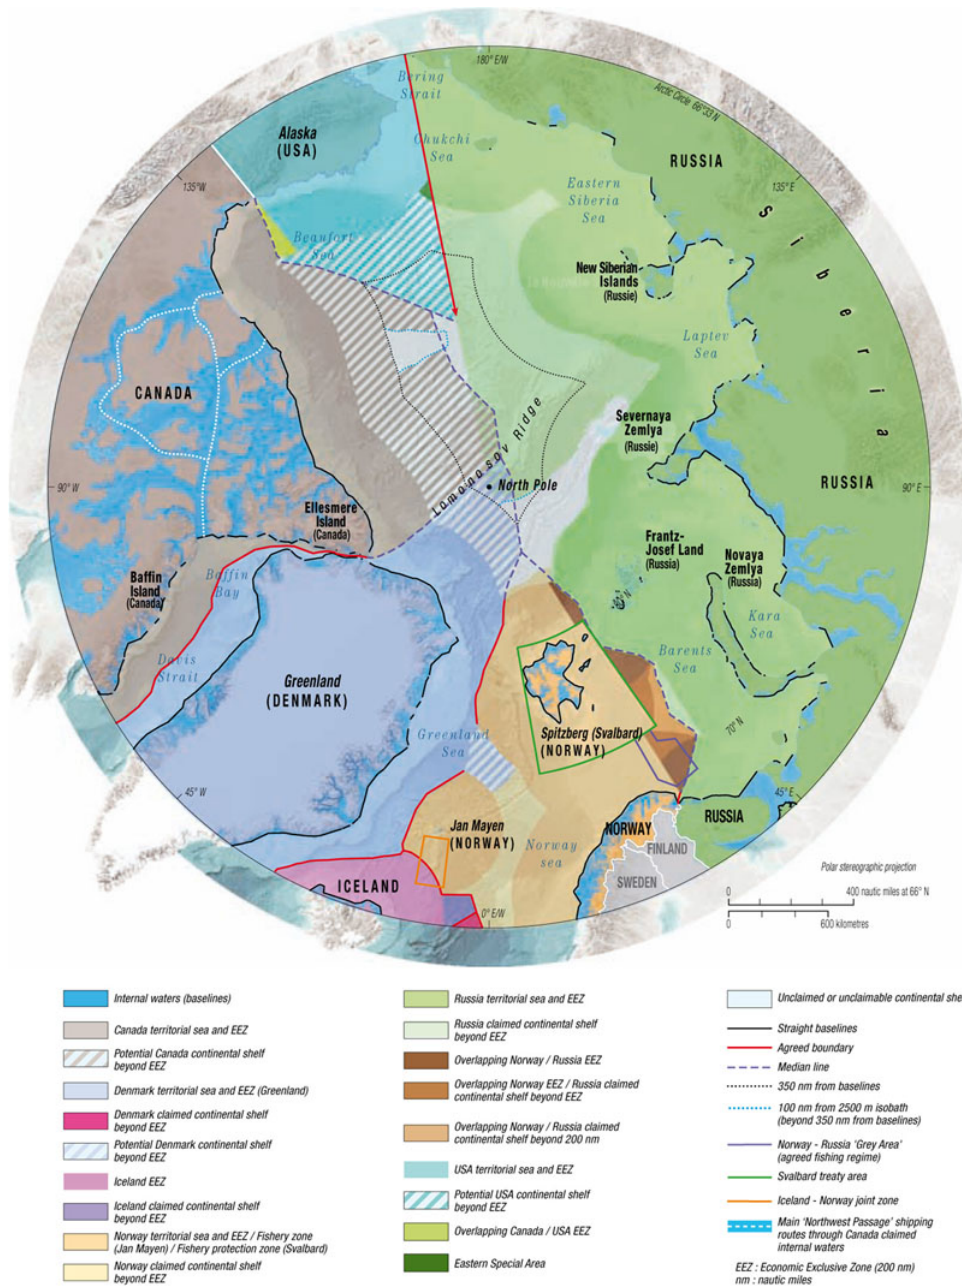 180° E/W
Bering
Strait
Arctic Circle 66°33 N
Alaska
(USA)
Chukchi
Sea
RUSSIA
135°W
135° E
Eastern
Siberia
Sea
Beaufort
Sea
Siberia
New Siberian
Islands
(Russie)
Laptev
Sea
CANADA
Severnaya
Zemlya
(Russie)
Lomonosov Ridge
90° W
North Pole
RUSSIA
90° E
Ellesmere
Island
(Canada)
Frantz-
Josef Land
(Russia)
Novaya
Zemlya
(Russia)
Baffin
Island
(Canada)
Baffin
Bay
Kara
Sea
Barents
Sea
Davis
Strait
Greenland
(DENMARK)
70° N
Greenland
Sea
Spitzberg (Svalbard)
(NORWAY)
45° W
45° E
Jan Mayen
(NORWAY)
Norway
sea
NORWAY
RUSSIA
FINLAND
SWEDEN
ICELAND
0° E/W
Polar stereographic projection
0 400 nautic miles at 66° N
0 600 kilometres
Internal waters (baselines)
Canada territorial sea and EEZ
Potential Canada continental shelf
beyond EEZ
Denmark territorial sea and EEZ (Greenland)
Denmark claimed continental shelf
beyond EEZ
Potential Denmark continental shelf
beyond EEZ
Iceland EEZ
Iceland claimed continental shelf
beyond EEZ
Norway territorial sea and EEZ / Fishery zone
(Jan Mayen) / Fishery protection zone (Svalbard)
Norway claimed continental shelf
beyond EEZ
Russia territorial sea and EEZ
Russia claimed continental shelf
beyond EEZ
Overlapping Norway / Russia EEZ
Overlapping Norway EEZ / Russia claimed
continental shelf beyond EEZ
Overlapping Norway / Russia claimed
continental shelf beyond 200 nm
USA territorial sea and EEZ
Potential USA continental shelf
beyond EEZ
Overlapping Canada / USA EEZ
Eastern Special Area
Unclaimed or unclaimable continental she
Straight baselines
Agreed boundary
Median line
350 nm from baselines
100 nm from 2500 m isobath
(beyond 350 nm from baselines)
Norway - Russia 'Grey Area'
(agreed fishing regime)
Svalbard treaty area
Iceland - Norway joint zone
Main 'Northwest Passage' shipping
routes through Canada claimed
internal waters
EEZ : Economic Exclusive Zone (200 nm)
nm : nautic miles